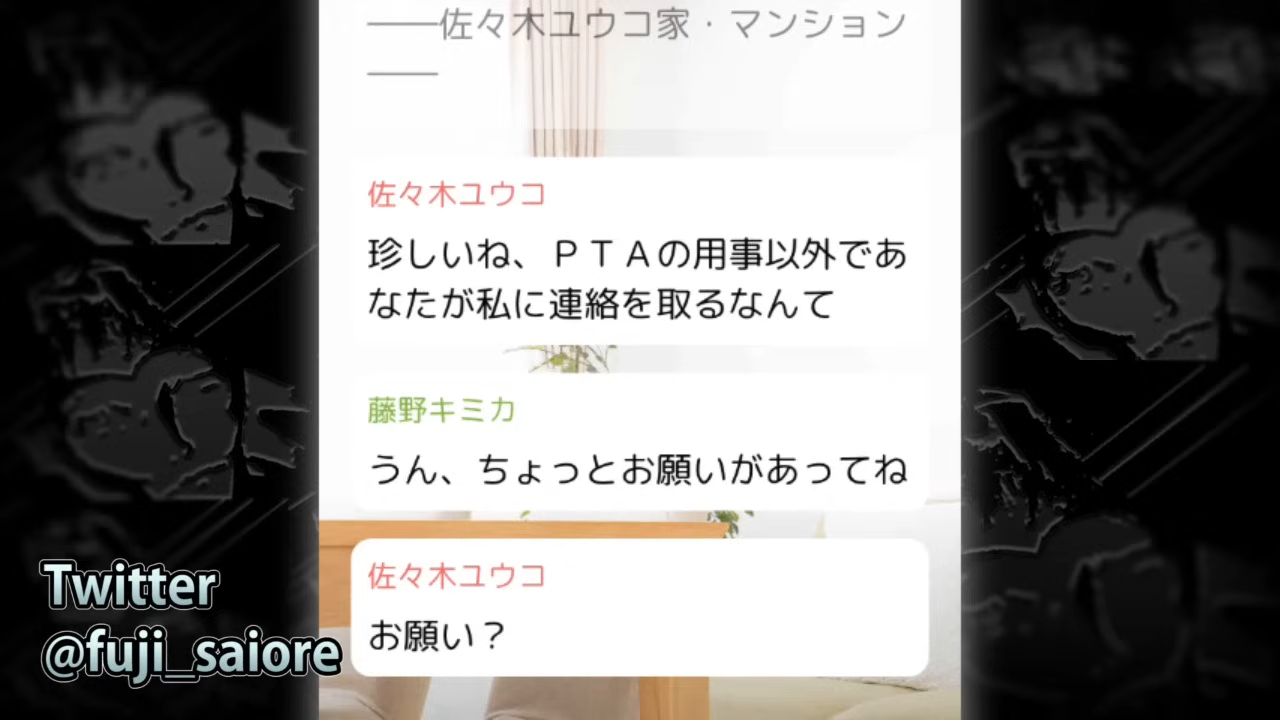 ――佐々木ユウコ家・マンション
――
佐々木ユウコ
珍しいね、ＰＴＡの用事以外であ
なたが私に連絡を取るなんて
藤野キミカ
うん、ちょっとお願いがあってね
佐々木ユウコ
お願い？
Twitter
@fuji_saiore